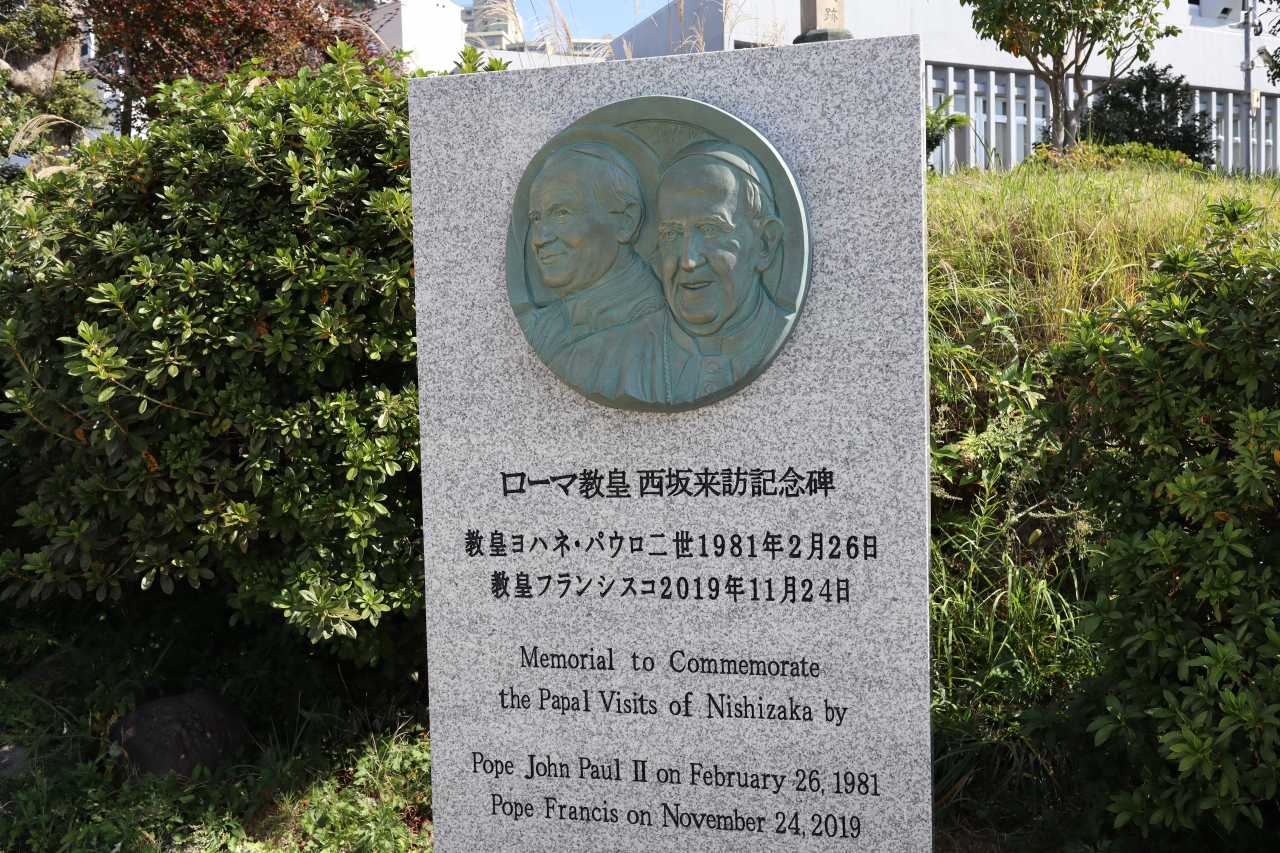 跡
ローマ教皇 西坂来訪記念碑
教皇ヨハネ・パウロ二世1981年2月26日
教皇フランシスコ2019年11月24日
Memorial to Commemorate
the Papal Visits of Nishizaka by
Pope John Paul II on February 26, 1981
Pope Francis on November 24, 2019